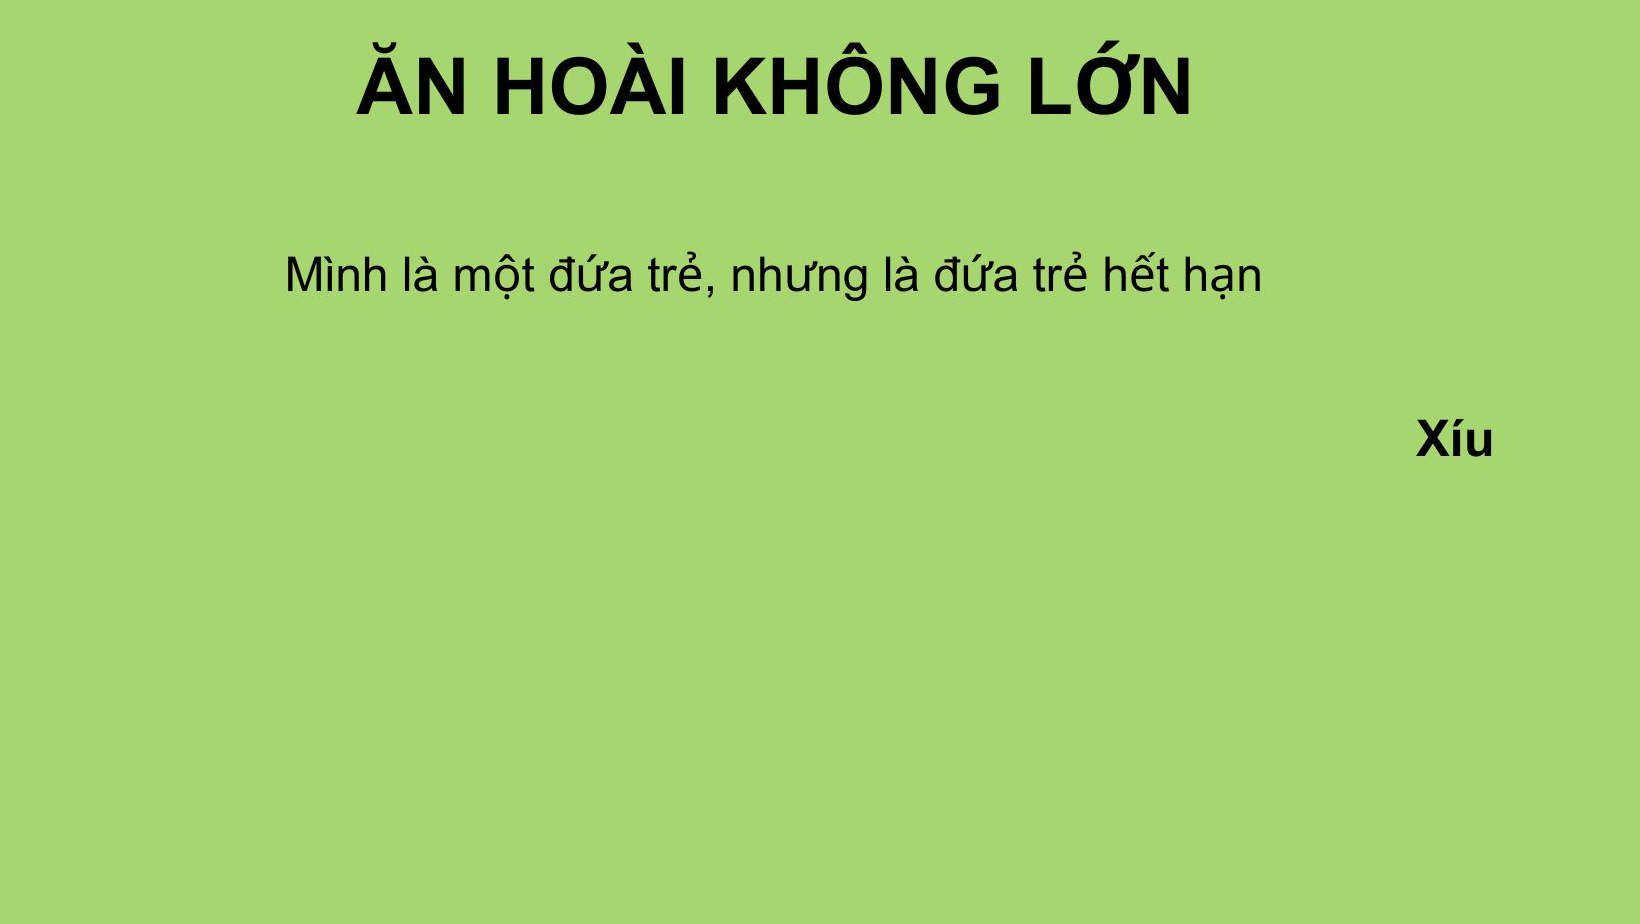 ĂN HOÀI KHÔNG LỚN
Mình là một đứa trẻ, nhưng là đứa trẻ hết hạn
Xíu